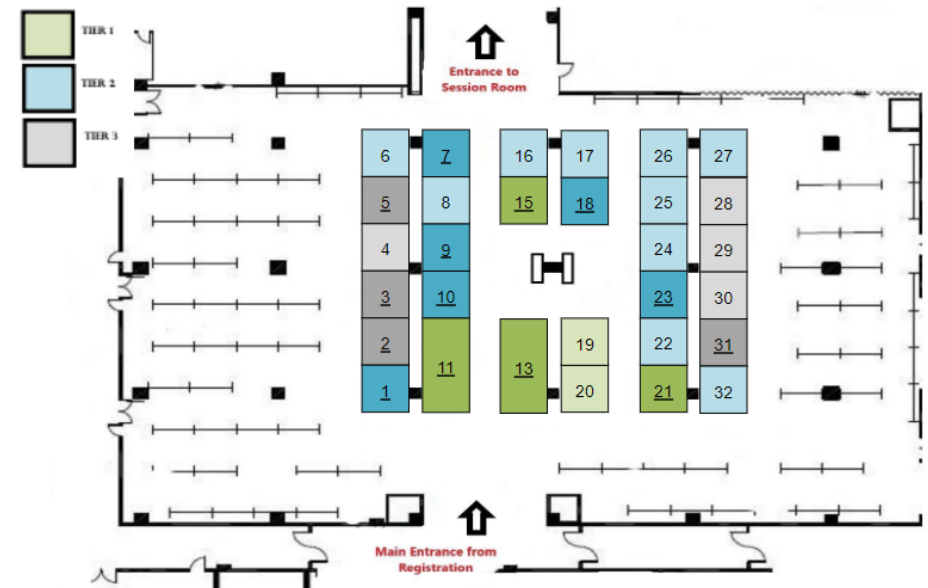 TIER 1
TIER 2
TIER 3
Entrance to
Session Room
6 7 16 17 26 27
5 8 15 18 25 28
4 9 24 29
3 10 23 30
2 11 13 19 22 31
1 20 21 32
Main Entrance from
Registration